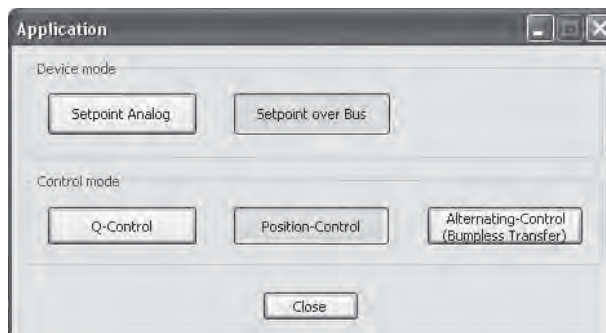 Application
Device mode
Setpoint Analog
Setpoint over Bus
Control mode
Q-Control
Position-Control
Alternating-Control
(Bumpless Transfer)
Close